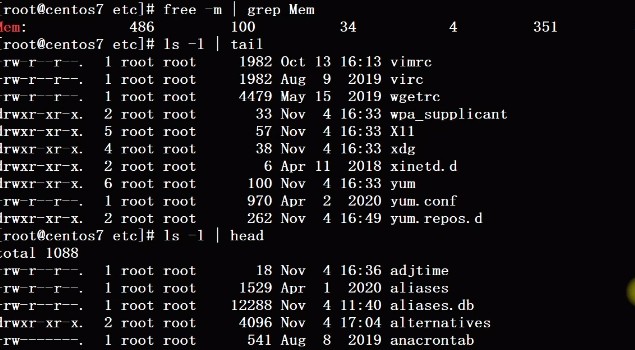 [root@centos7 etc]# free -m | grep Mem
Mem:            486         100          34           4         351
[root@centos7 etc]# ls -l | tail
-rw-r--r--.  1 root root     1982 Oct 13 16:13 vimrc
-rw-r--r--.  1 root root     1982 Aug  9  2019 virc
-rw-r--r--.  1 root root     4479 May 15  2019 wgetrc
drwxr-xr-x.  2 root root       33 Nov  4 16:33 wpa_supplicant
drwxr-xr-x.  5 root root       57 Nov  4 16:33 X11
drwxr-xr-x.  4 root root       38 Nov  4 16:33 xdg
drwxr-xr-x.  2 root root        6 Apr 11  2018 xinetd.d
drwxr-xr-x.  6 root root      100 Nov  4 16:33 yum
-rw-r--r--.  1 root root      970 Apr  2  2020 yum.conf
drwxr-xr-x.  2 root root      262 Nov  4 16:49 yum.repos.d
[root@centos7 etc]# ls -l | head
total 1088
-rw-r--r--.  1 root root       18 Nov  4 16:36 adjtime
-rw-r--r--.  1 root root     1529 Apr  1  2020 aliases
-rw-r--r--.  1 root root    12288 Nov  4 11:40 aliases.db
drwxr-xr-x.  2 root root     4096 Nov  4 17:04 alternatives
-rw-------.  1 root root      541 Aug  8  2019 anacrontab